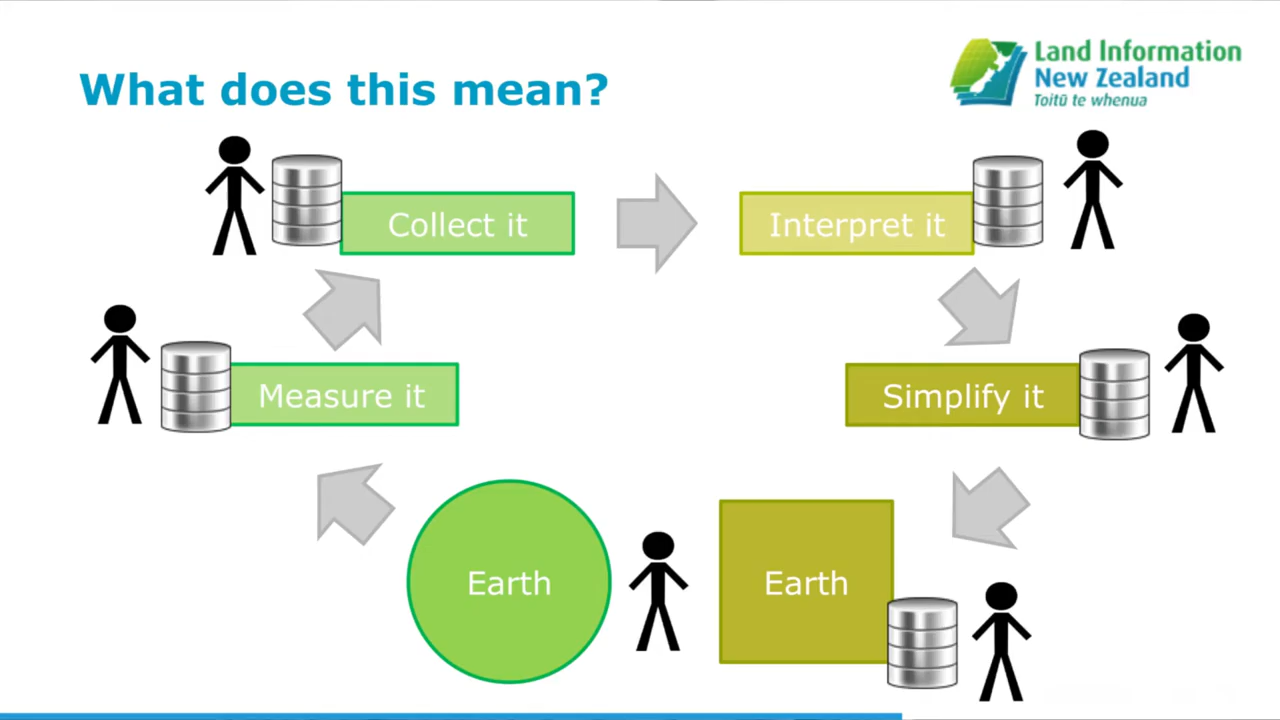 What does this mean?
Land Information
New Zealand
Toitū te whenua
Collect it
Interpret it
Measure it
Simplify it
Earth
Earth